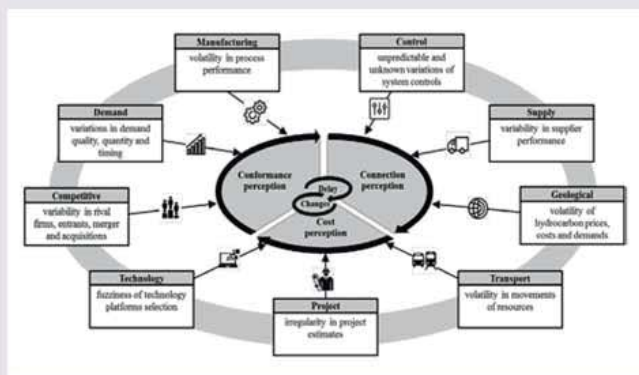 Manufacturing
volatility in process
performance
Control
unpredictable and
unknown variations of
system controls
Demand
variations in demand
quality, quantity and
timing
Supply
variability in supplier
performance
Conformance
perception
Connection
perception
Delay
Changes
Cost
perception
Competitive
variability in rival
firms, entrants, merger
and acquisitions
Geological
volatility of
hydrocarbon prices,
costs and demands
Technology
fuzziness of technology
platforms selection
Project
irregularity in project
estimates
Transport
volatility in movements
of resources